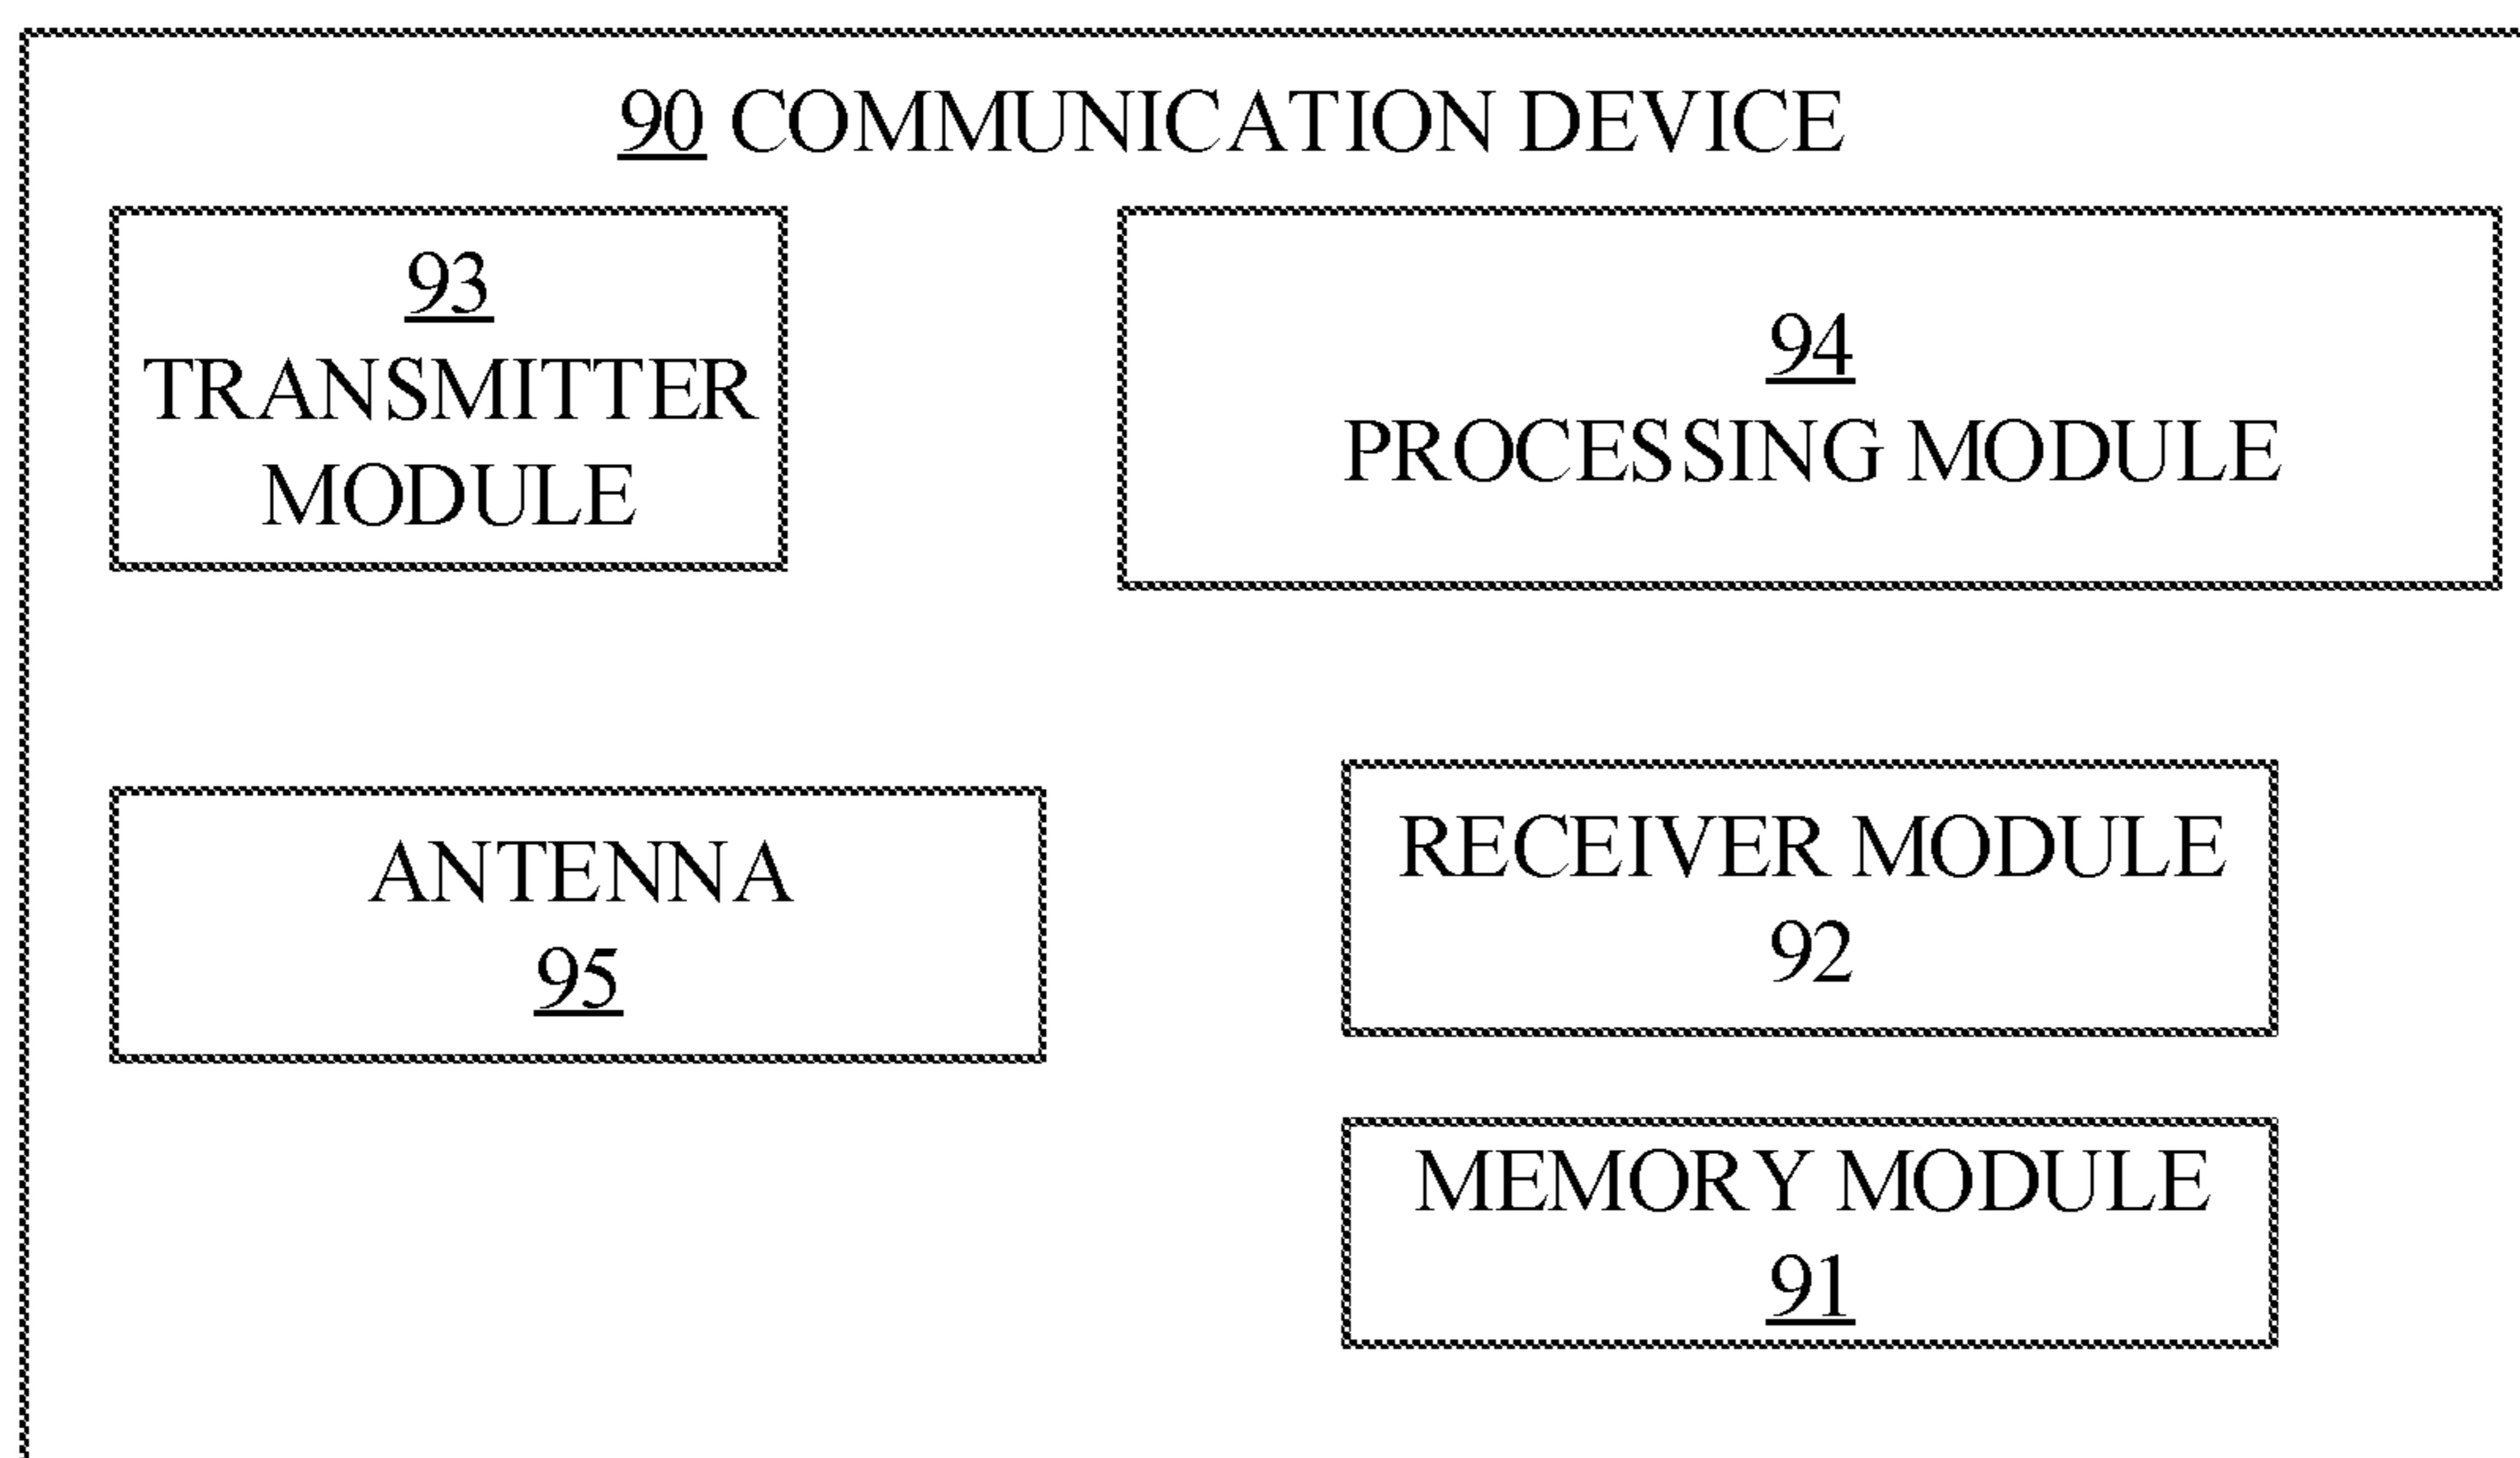 90 COMMUNICATION DEVICE
93
TRANSMITTER
MODULE
94
PROCESSING MODULE
ANTENNA
95
RECEIVER MODULE
92
MEMORY MODULE
91